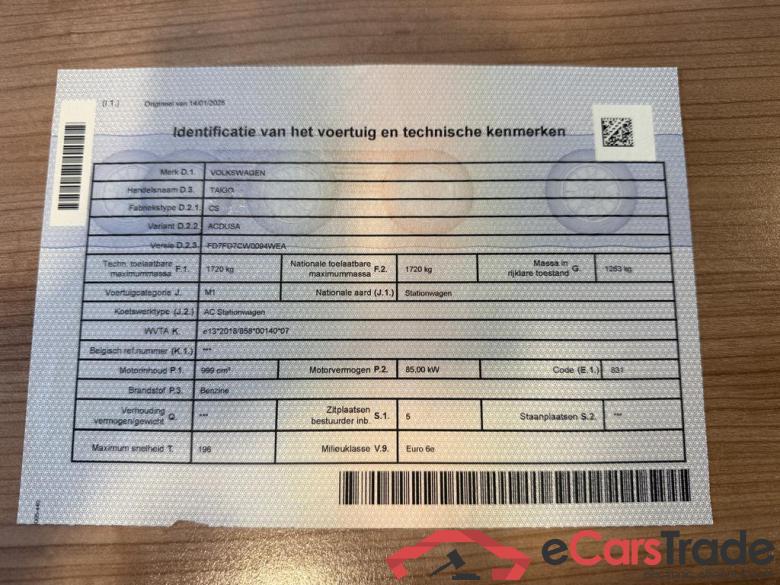 (I.1.) Origineel van 14/01/2025
Identificatie van het voertuig en technische kenmerken
Merk D.1. VOLKSWAGEN
Handelsnaam D.3. TAIGO
Fabriekstype D.2.1. CS
Variant D.2.2. ACDUSA
Versie D.2.3. FD7FD7CW0094WEA
Techn. toelaatbare maximummassa F.1. 1720 kg Nationale toelaatbare maximummassa F.2. 1720 kg Massa in rijklare toestand G. 1263 kg
Voertuigcategorie J. M1 Nationale aard (J.1.) Stationwagen
Koetswerktype (J.2.) AC Stationwagen
WVTA K. e13*2018/858*00140*07
Belgisch ref.nummer (K.1.) ***
Motorinhoud P.1. 999 cm³ Motorvermogen P.2. 85,00 kW Code (E.1.) 831
Brandstof P.3. Benzine
Verhouding vermogen/gewicht Q. *** Zitplaatsen bestuurder inb. S.1. 5 Staanplaatsen S.2. ***
Maximum snelheid T. 196 Milieuklasse V.9. Euro 6e
eCarsTrade